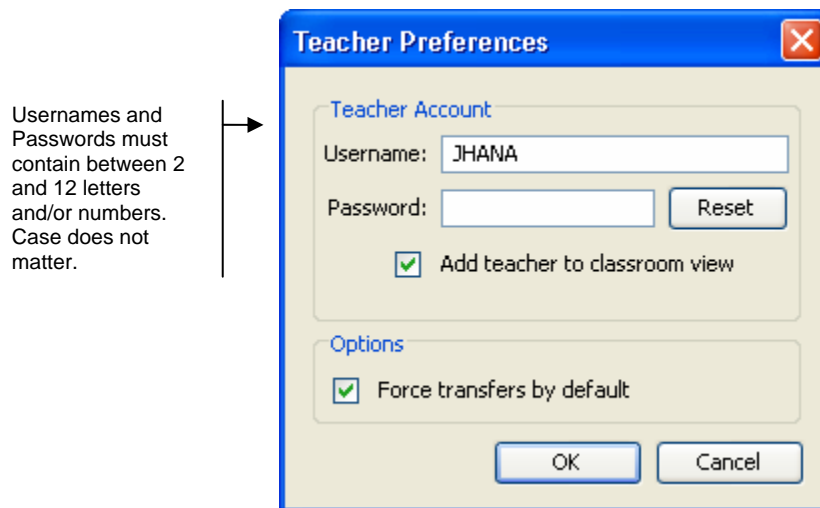 Teacher Preferences
Usernames and
Passwords must
contain between 2
and 12 letters
and/or numbers.
Case does not
matter.
Teacher Account
Username: JHANA
Password: Reset
Add teacher to classroom view
Options
Force transfers by default
OK Cancel